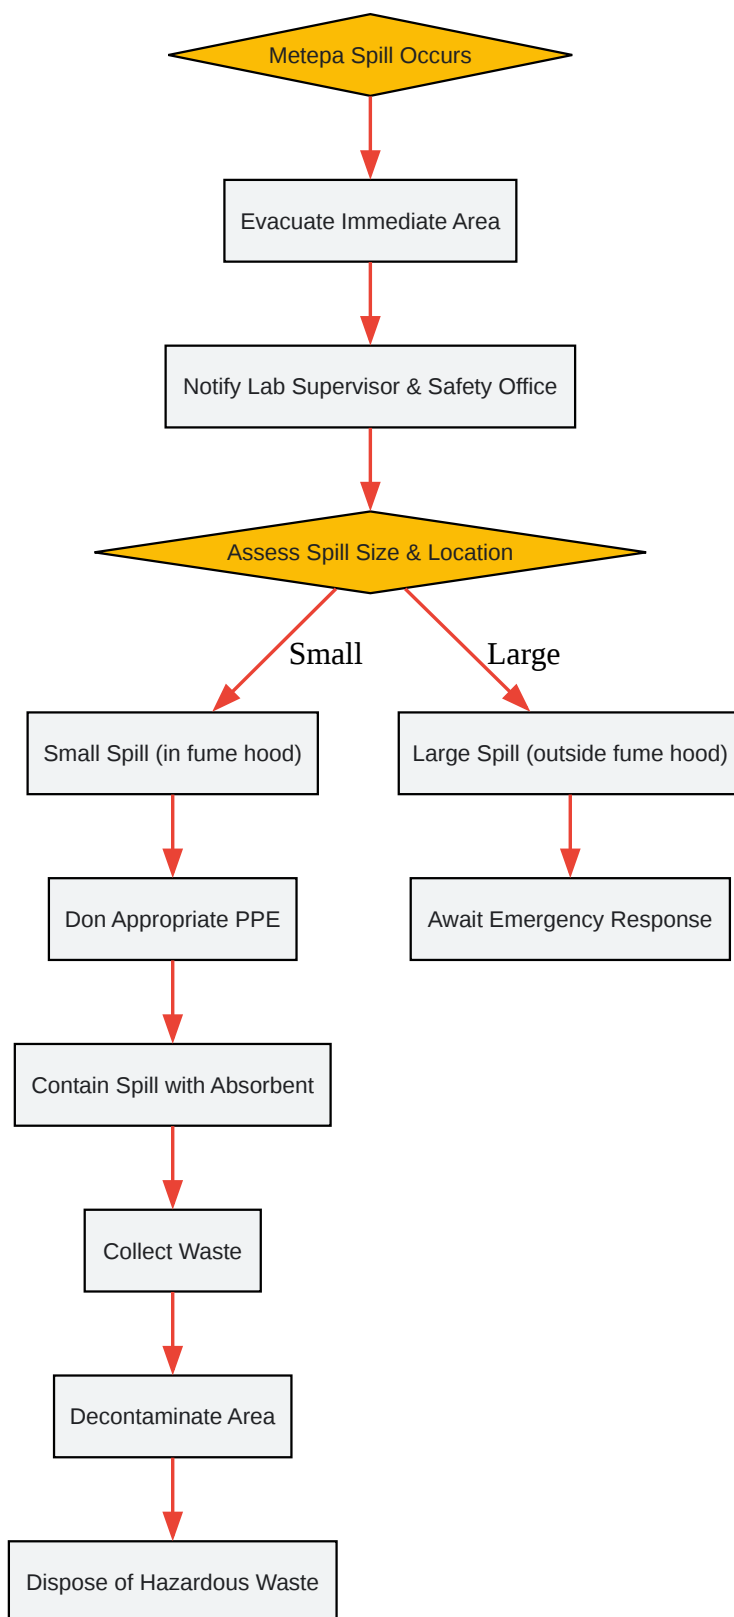 Metepa Spill Occurs
Evacuate Immediate Area
Notify Lab Supervisor & Safety Office
Assess Spill Size & Location
Small
Large
Small Spill (in fume hood)
Large Spill (outside fume hood)
Don Appropriate PPE
Await Emergency Response
Contain Spill with Absorbent
Collect Waste
Decontaminate Area
Dispose of Hazardous Waste